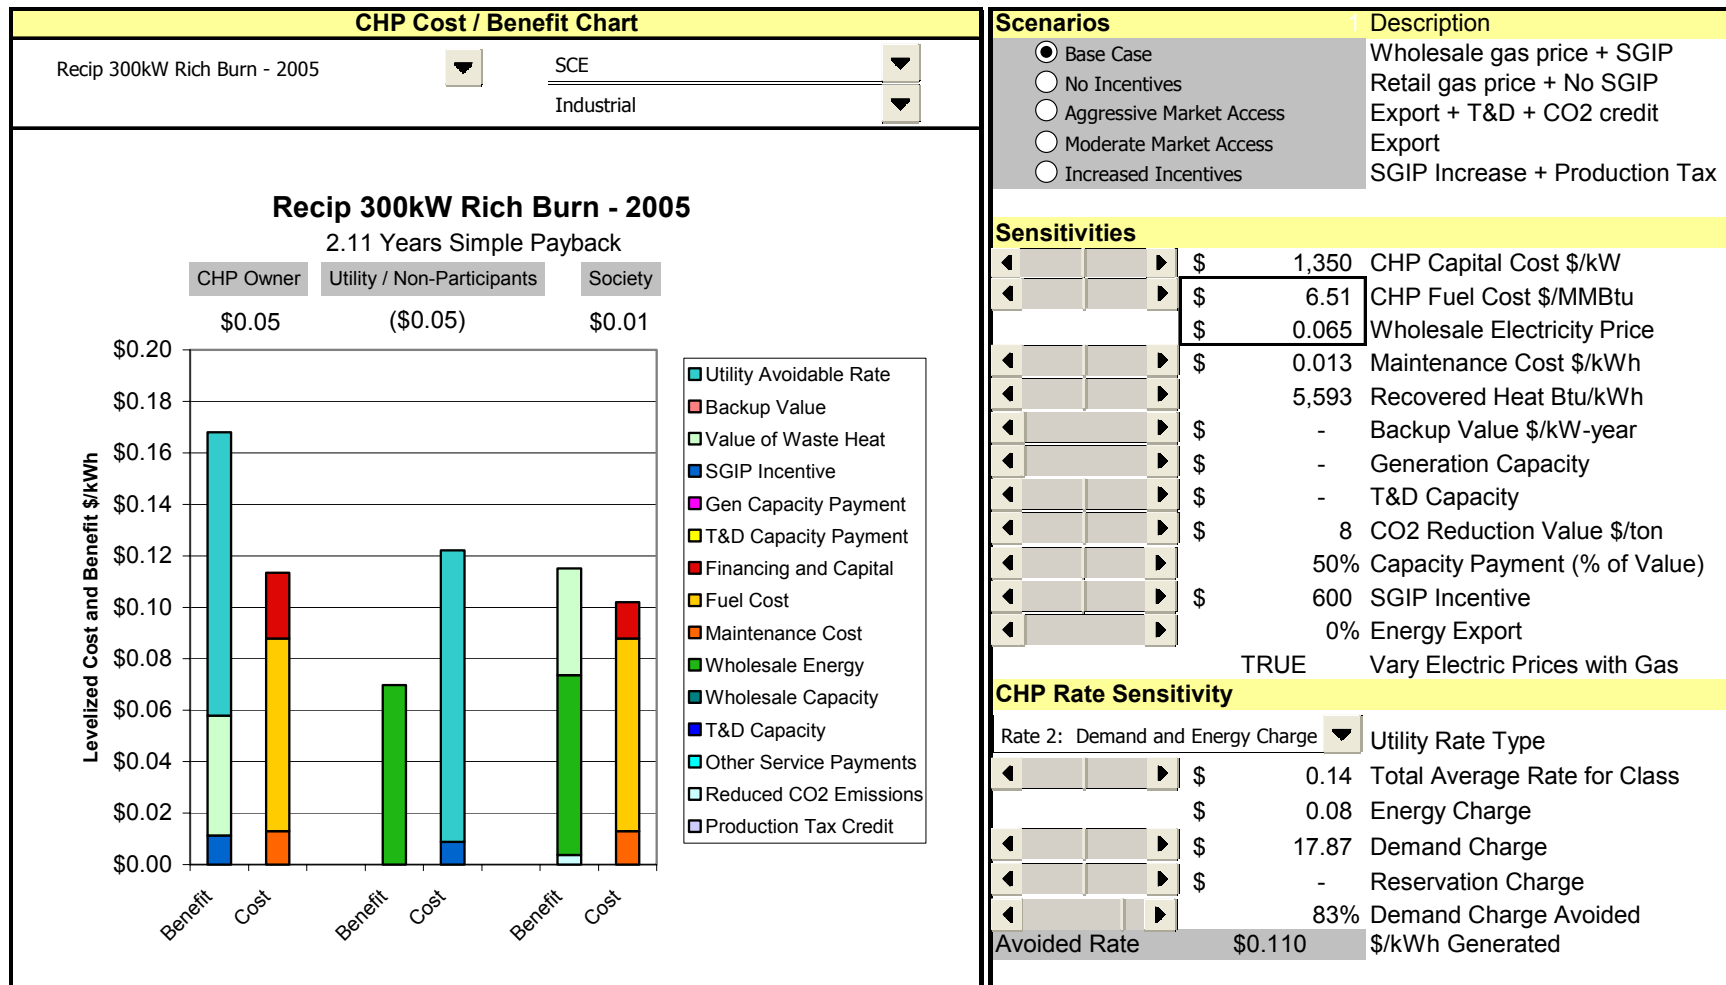 CHP Cost / Benefit Chart
Recip 300kW Rich Burn - 2005
SCE
Industrial
Recip 300kW Rich Burn - 2005
2.11 Years Simple Payback
CHP Owner Utility / Non-Participants Society
$0.05 ($0.05) $0.01
Levelized Cost and Benefit $/kWh
$0.20
$0.18
$0.16
$0.14
$0.12
$0.10
$0.08
$0.06
$0.04
$0.02
$0.00
Benefit Cost Benefit Cost Benefit Cost
Utility Avoidable Rate
Backup Value
Value of Waste Heat
SGIP Incentive
Gen Capacity Payment
T&D Capacity Payment
Financing and Capital
Fuel Cost
Maintenance Cost
Wholesale Energy
Wholesale Capacity
T&D Capacity
Other Service Payments
Reduced CO2 Emissions
Production Tax Credit
Scenarios 1 Description
Base Case Wholesale gas price + SGIP
No Incentives Retail gas price + No SGIP
Aggressive Market Access Export + T&D + CO2 credit
Moderate Market Access Export
Increased Incentives SGIP Increase + Production Tax
Sensitivities
$ 1,350 CHP Capital Cost $/kW
$ 6.51 CHP Fuel Cost $/MMBtu
$ 0.065 Wholesale Electricity Price
$ 0.013 Maintenance Cost $/kWh
5,593 Recovered Heat Btu/kWh
$ - Backup Value $/kW-year
$ - Generation Capacity
$ - T&D Capacity
$ 8 CO2 Reduction Value $/ton
50% Capacity Payment (% of Value)
$ 600 SGIP Incentive
0% Energy Export
TRUE Vary Electric Prices with Gas
CHP Rate Sensitivity
Rate 2: Demand and Energy Charge Utility Rate Type
$ 0.14 Total Average Rate for Class
$ 0.08 Energy Charge
$ 17.87 Demand Charge
$ - Reservation Charge
83% Demand Charge Avoided
Avoided Rate $0.110 $/kWh Generated